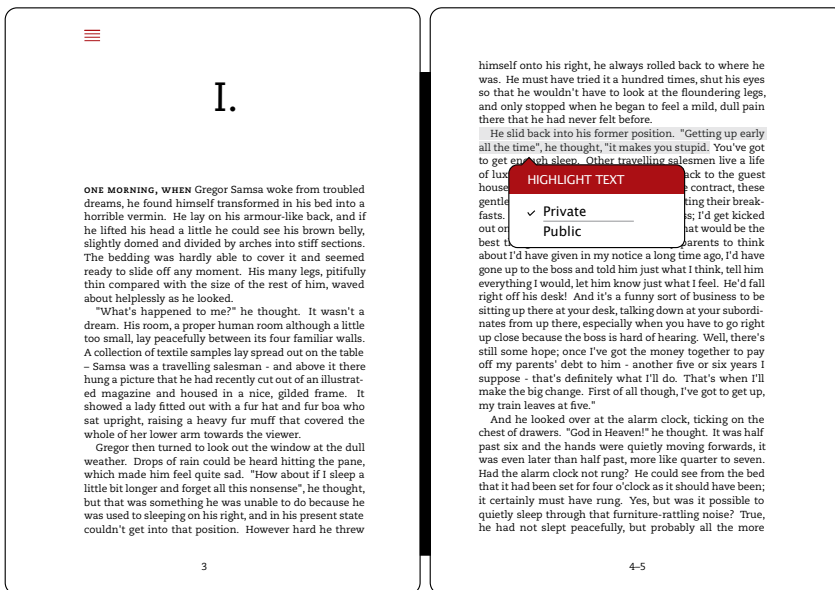 I.
ONE MORNING, WHEN Gregor Samsa woke from troubled
dreams, he found himself transformed in his bed into a
horrible vermin. He lay on his armour-like back, and if
he lifted his head a little he could see his brown belly,
slightly domed and divided by arches into stiff sections.
The bedding was hardly able to cover it and seemed
ready to slide off any moment. His many legs, pitifully
thin compared with the size of the rest of him, waved
about helplessly as he looked.
"What's happened to me?" he thought. It wasn't a
dream. His room, a proper human room although a little
too small, lay peacefully between its four familiar walls.
A collection of textile samples lay spread out on the table
– Samsa was a travelling salesman - and above it there
hung a picture that he had recently cut out of an illustrat-
ed magazine and housed in a nice, gilded frame. It
showed a lady fitted out with a fur hat and fur boa who
sat upright, raising a heavy fur muff that covered the
whole of her lower arm towards the viewer.
Gregor then turned to look out the window at the dull
weather. Drops of rain could be heard hitting the pane,
which made him feel quite sad. "How about if I sleep a
little bit longer and forget all this nonsense", he thought,
but that was something he was unable to do because he
was used to sleeping on his right, and in his present state
couldn't get into that position. However hard he threw
3
himself onto his right, he always rolled back to where he
was. He must have tried it a hundred times, shut his eyes
so that he wouldn't have to look at the floundering legs,
and only stopped when he began to feel a mild, dull pain
there that he had never felt before.
He slid back into his former position. "Getting up early
all the time", he thought, "it makes you stupid. You've got
to get enough sleep. Other travelling salesmen live a life
of to the guest
contract, these
their break-
fasts. I'd get kicked
out would be the
best parents to think
about I'd have given in my notice a long time ago, I'd have
gone up to the boss and told him just what I think, tell him
everything I would, let him know just what I feel. He'd fall
right off his desk! And it's a funny sort of business to be
sitting up there at your desk, talking down at your subordi-
nates from up there, especially when you have to go right
up close because the boss is hard of hearing. Well, there's
still some hope; once I've got the money together to pay
off my parents' debt to him - another five or six years I
suppose - that's definitely what I'll do. That's when I'll
make the big change. First of all though, I've got to get up,
my train leaves at five."
And he looked over at the alarm clock, ticking on the
chest of drawers. "God in Heaven!" he thought. It was half
past six and the hands were quietly moving forwards, it
was even later than half past, more like quarter to seven.
Had the alarm clock not rung? He could see from the bed
that it had been set for four o'clock as it should have been;
it certainly must have rung. Yes, but was it possible to
quietly sleep through that furniture-rattling noise? True,
he had not slept peacefully, but probably all the more
4–5
HIGHLIGHT TEXT
Private
Public